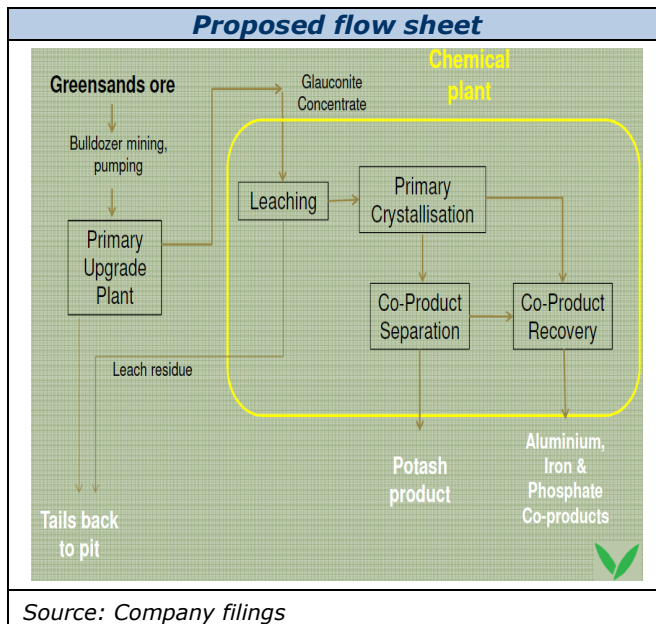 Proposed flow sheet
Chemical
plant
Greensands ore
Glauconite
Concentrate
Bulldozer mining,
pumping
Leaching
Primary
Crystallisation
Primary
Upgrade
Plant
Co-Product
Separation
Co-Product
Recovery
Leach residue
Potash
product
Aluminium,
Iron &
Phosphate
Co-products
Tails back
to pit
Source: Company filings